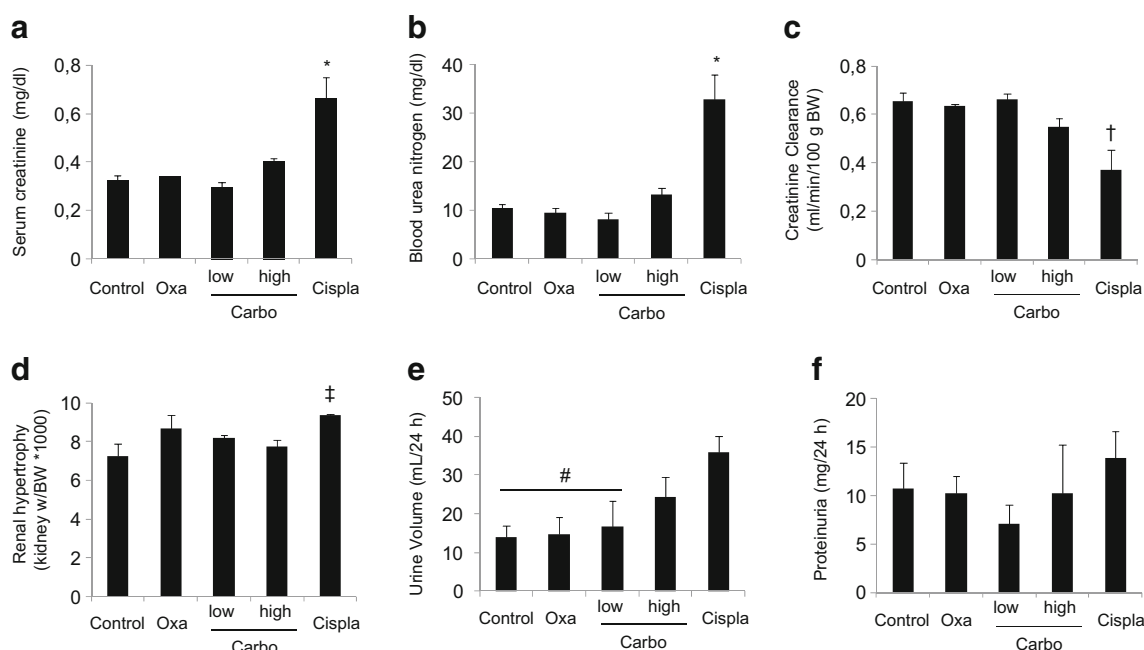 a
Serum creatinine (mg/dl)
0,8
0,6
0,4
0,2
0
*
Control
Oxa
low
high
Cispla
Carbo
b
Blood urea nitrogen (mg/dl)
40
30
20
10
0
*
Control
Oxa
low
high
Cispla
Carbo
c
Creatinine Clearance
(ml/min/100 g BW)
0,8
0,6
0,4
0,2
0
†
Control
Oxa
low
high
Cispla
Carbo
d
Renal hypertrophy
(kidney w/BW *1000)
10
8
6
4
2
0
‡
Control
Oxa
low
high
Cispla
Carbo
e
Urine Volume (mL/24 h)
50
40
30
20
10
0
#
Control
Oxa
low
high
Cispla
Carbo
f
Proteinuria (mg/24 h)
20
15
10
5
0
Control
Oxa
low
high
Cispla
Carbo